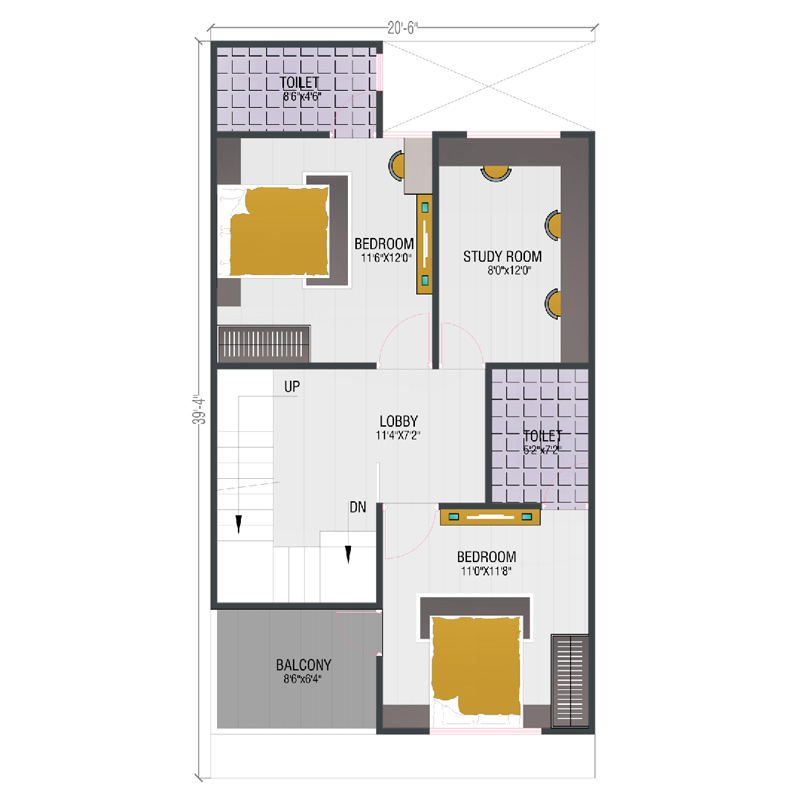 20'-6"
TOILET
8'6"x4'6"
BEDROOM
11'6"X12'0"
STUDY ROOM
8'0"x12'0"
39'-4"
UP
LOBBY
11'4"X7'2"
TOILET
5'2"x7'2"
DN
BEDROOM
11'0"X11'8"
BALCONY
8'6"x6'4"